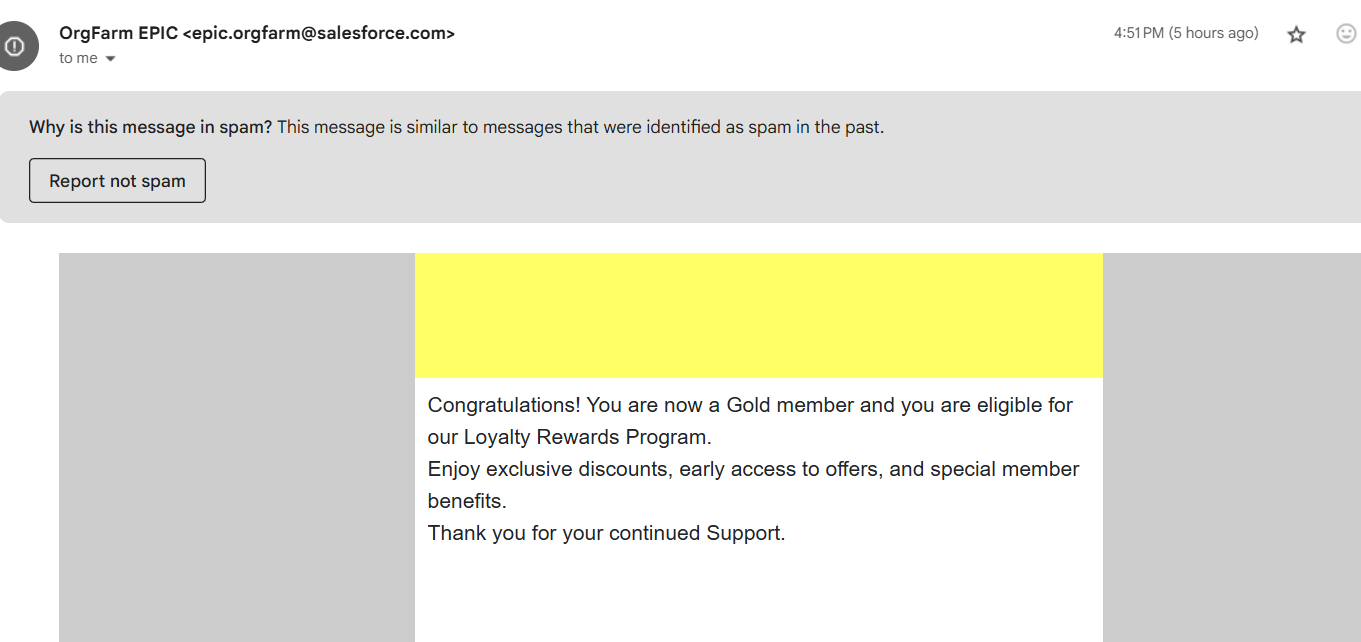 OrgFarm EPIC <epic.orgfarm@salesforce.com>
4:51 PM (5 hours ago)
to me
Why is this message in spam? This message is similar to messages that were identified as spam in the past.
Report not spam
Congratulations! You are now a Gold member and you are eligible for
our Loyalty Rewards Program.
Enjoy exclusive discounts, early access to offers, and special member
benefits.
Thank you for your continued Support.